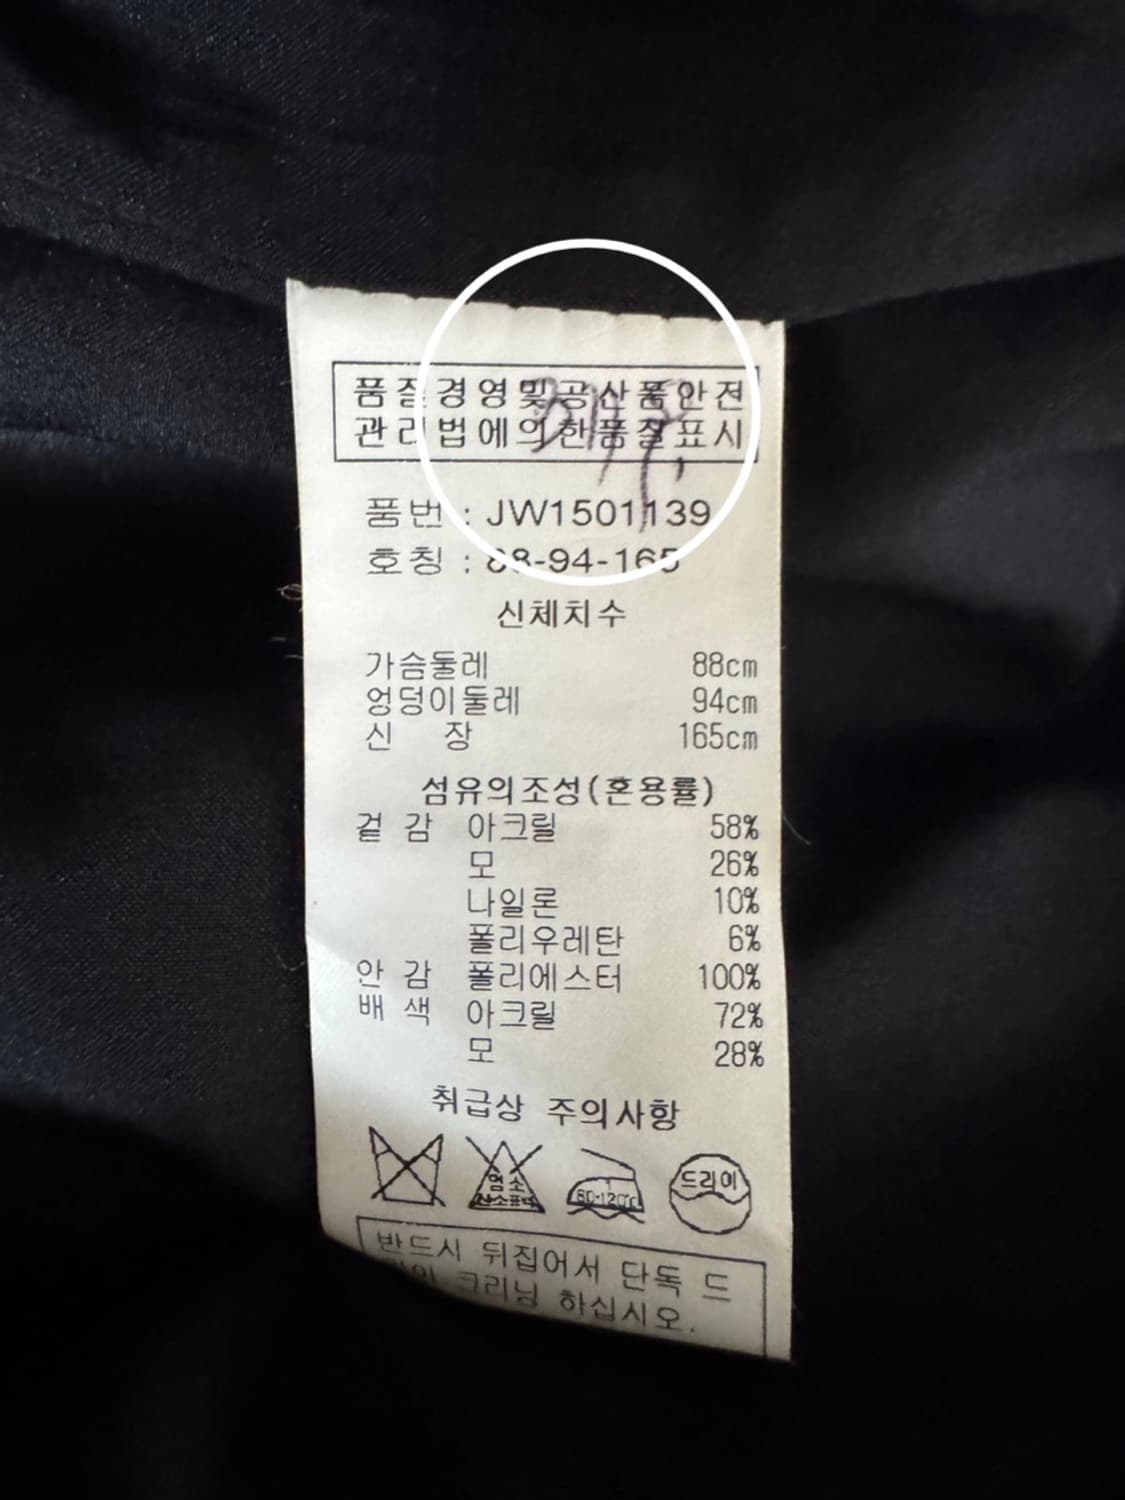 품질경영및공산품안전
관리법에의한품질표시
품번 : JW1501139
호칭 : 88-94-165
신체치수
가슴둘레 88cm
엉덩이둘레 94cm
신 장 165cm
섬유의조성(혼용률)
겉 감 아크릴 58%
모 26%
나일론 10%
폴리우레탄 6%
안 감 폴리에스터 100%
배 색 아크릴 72%
모 28%
취급상 주의사항
염소
산소표백
80-120℃
드라이
반드시 뒤집어서 단독 드
라이 크리닝 하십시오.